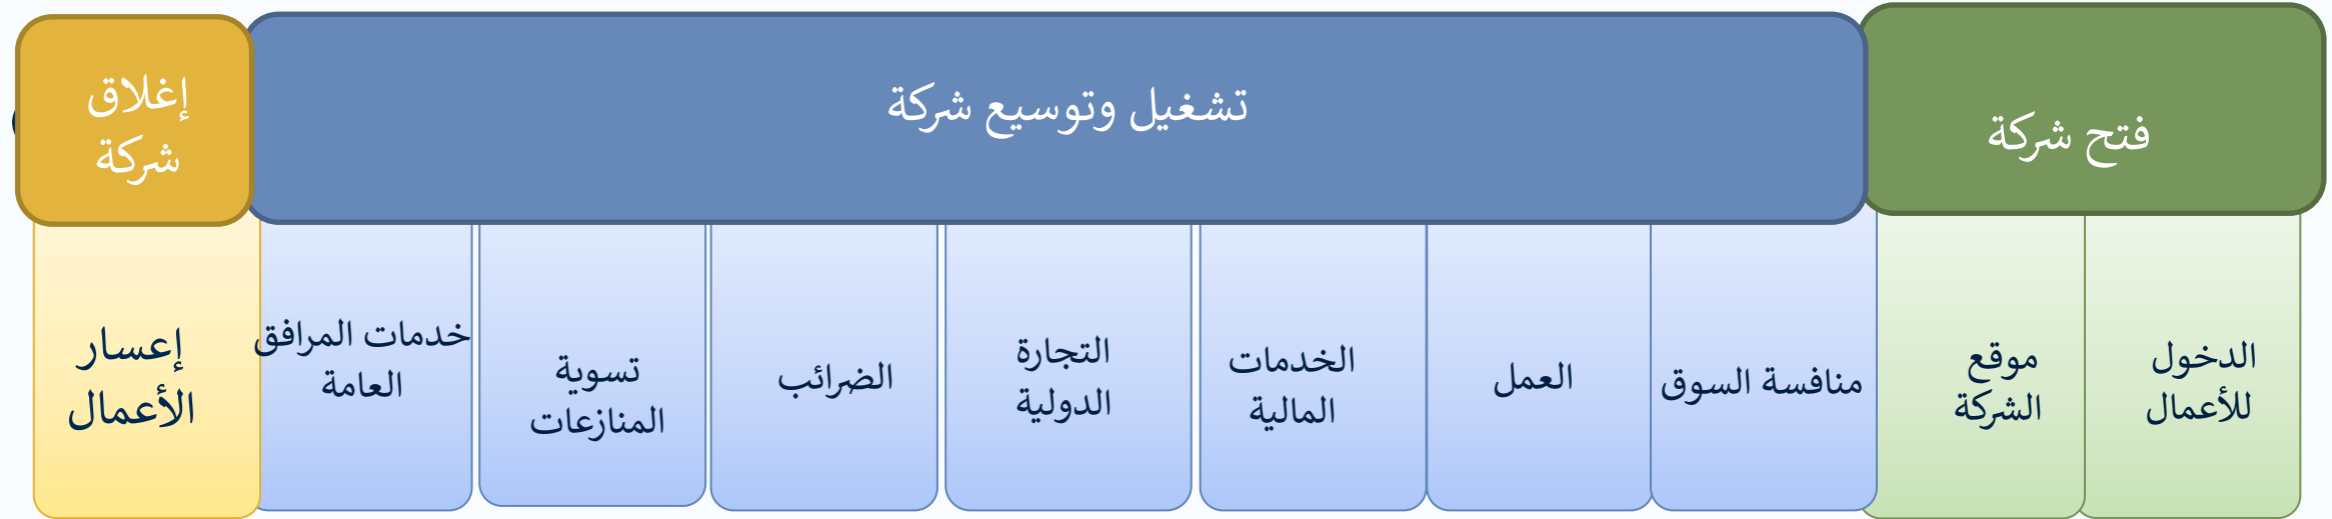 فتح شركة
تشغيل وتوسيع شركة
إغلاق
شركة
الدخول
للأعمال
موقع
الشركة
منافسة السوق
العمل
الخدمات
المالية
التجارة
الدولية
الضرائب
تسوية
المنازعات
خدمات المرافق
العامة
إعسار
الأعمال